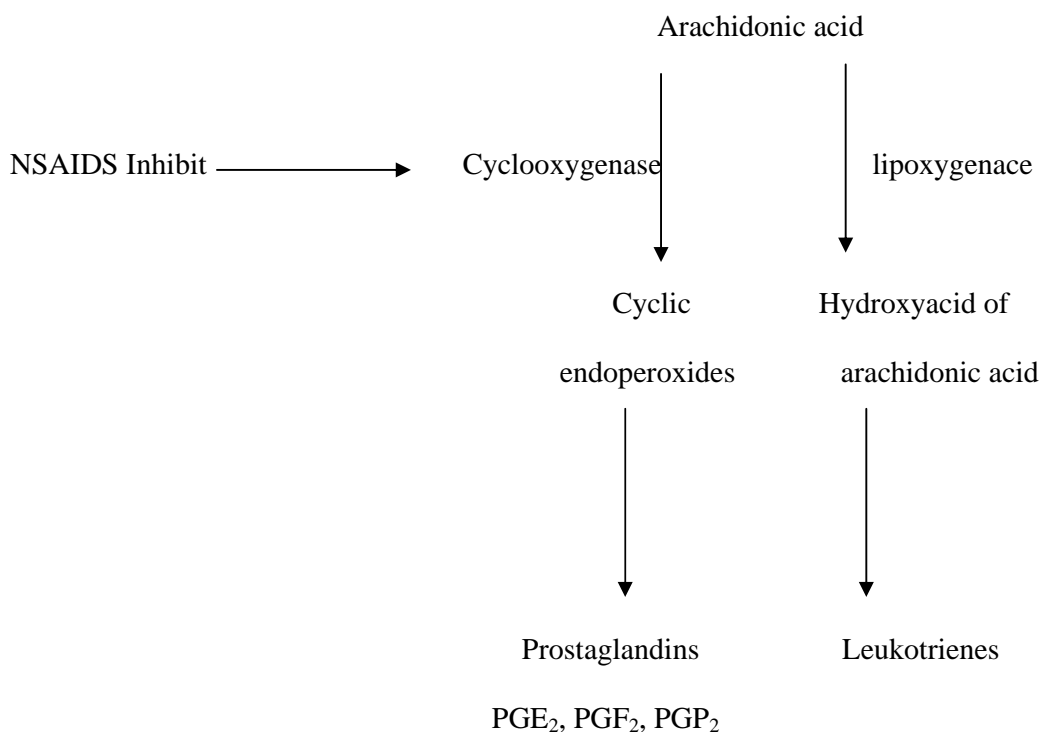 Arachidonic acid
NSAIDS Inhibit Cyclooxygenase lipoxygenace
Cyclic Hydroxyacid of
endoperoxides arachidonic acid
Prostaglandins Leukotrienes
PGE₂, PGF₂, PGP₂